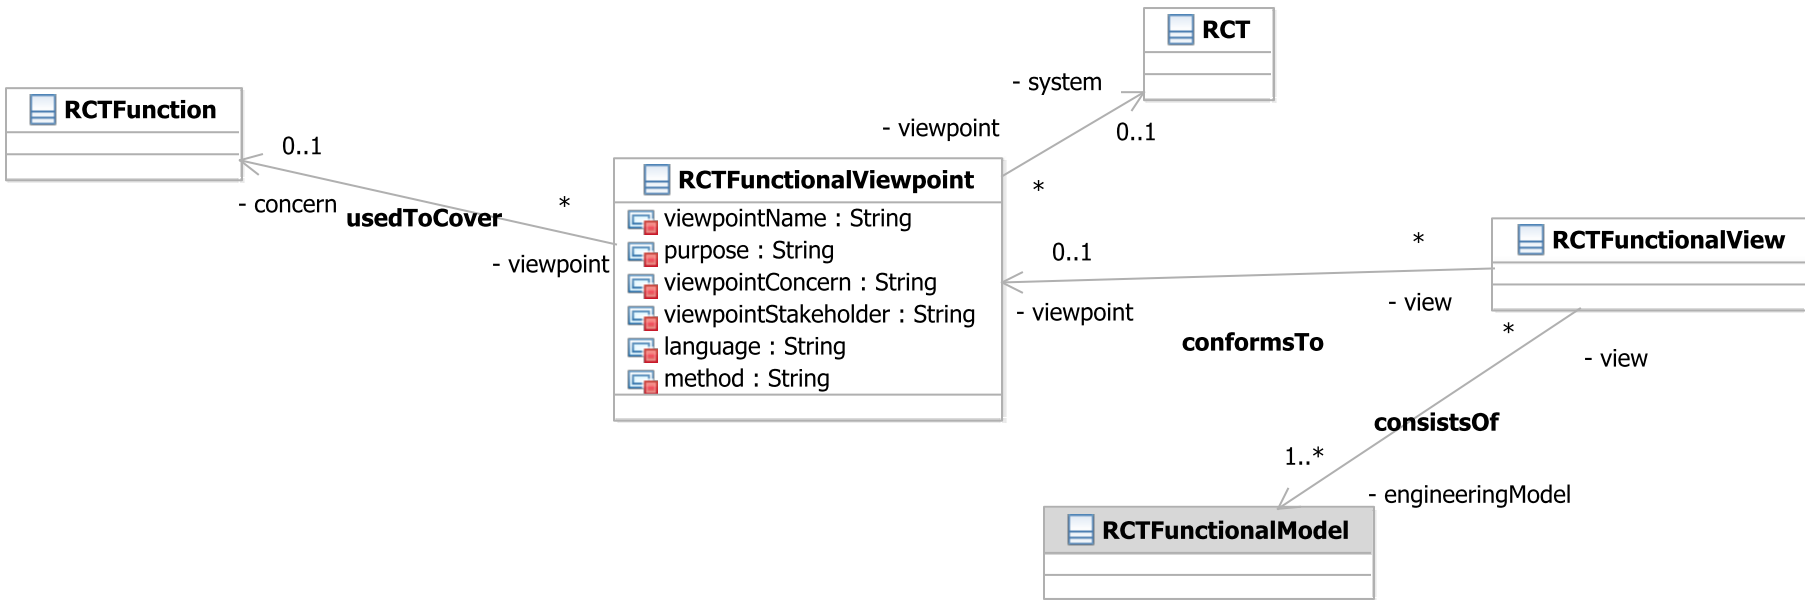 RCT
- system
RCTFunction
- viewpoint
0..1
0..1
RCTFunctionalViewpoint
*
- concern
usedToCover
*
viewpointName : String
*
RCTFunctionalView
purpose : String
0..1
- viewpoint
viewpointConcern : String
- view
viewpointStakeholder : String
- viewpoint
*
language : String
conformsTo
- view
method : String
consistsOf
1..*
- engineeringModel
RCTFunctionalModel